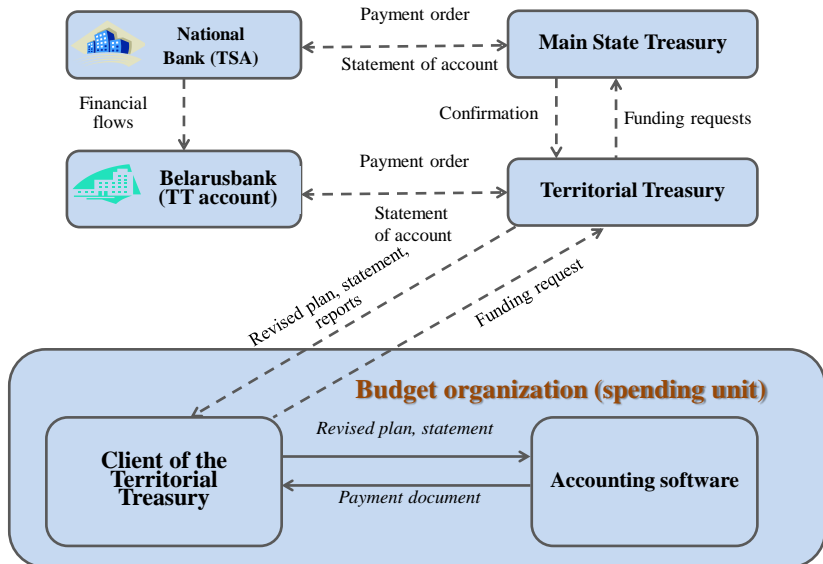 Payment order
National
Bank (TSA)
Main State Treasury
Statement of account
Financial
flows
Confirmation
Funding requests
Payment order
Belarusbank
(TT account)
Territorial Treasury
Statement
of account
Revised plan, statement,
reports
Funding request
Budget organization (spending unit)
Revised plan, statement
Client of the
Territorial
Treasury
Accounting software
Payment document